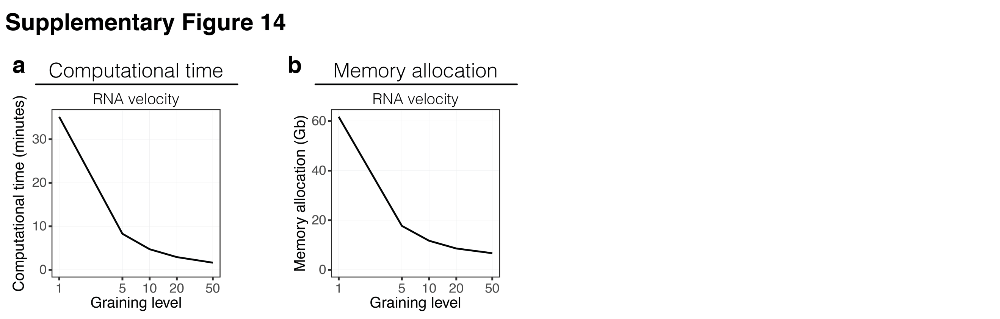 Supplementary Figure 14
a
Computational time
RNA velocity
Computational time (minutes)
30
20
10
0
1 5 10 20 50
Graining level
b
Memory allocation
RNA velocity
Memory allocation (Gb)
60
40
20
0
1 5 10 20 50
Graining level